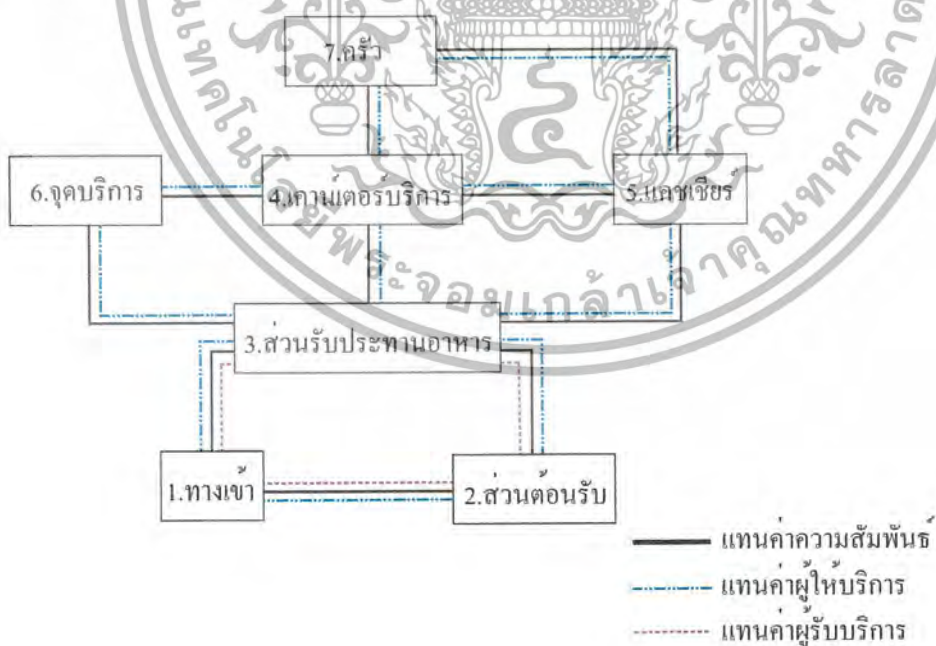 7.ครัว
6.จุดบริการ
4.เคาน์เตอร์บริการ
5.แคชเชียร์
3.ส่วนรับประทานอาหาร
1.ทางเข้า
2.ส่วนต้อนรับ
แทนค่าความสัมพันธ์
แทนค่าผู้ให้บริการ
แทนค่าผู้รับบริการ